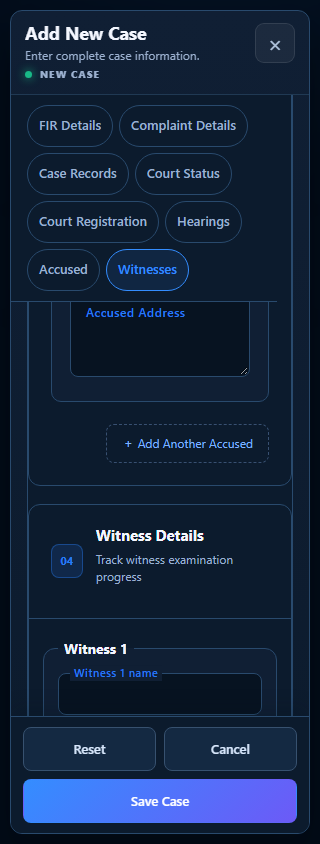 Add New Case
Enter complete case information.
NEW CASE
FIR Details
Complaint Details
Case Records
Court Status
Court Registration
Hearings
Accused
Witnesses
Accused Address
+ Add Another Accused
04
Witness Details
Track witness examination
progress
Witness 1
Witness 1 name
Reset
Cancel
Save Case